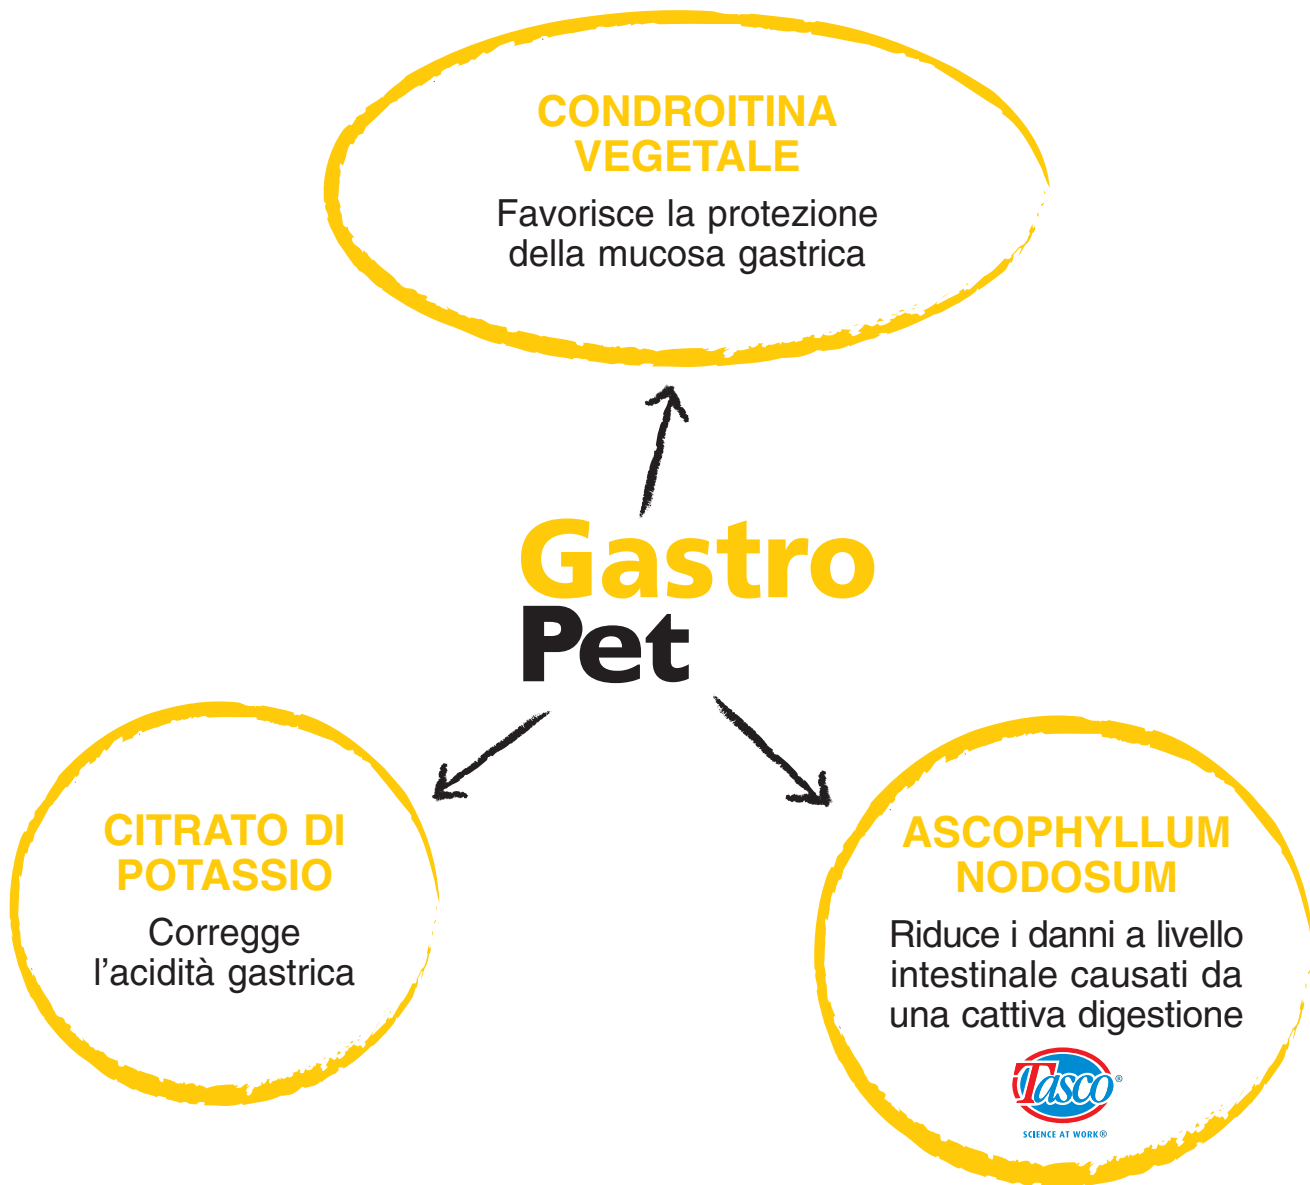 CONDROITINA
VEGETALE
Favorisce la protezione
della mucosa gastrica
Gastro
Pet
CITRATO DI
POTASSIO
Corregge
l'acidità gastrica
ASCOPHYLLUM
NODOSUM
Riduce i danni a livello
intestinale causati da
una cattiva digestione
Tasco®
SCIENCE AT WORK®